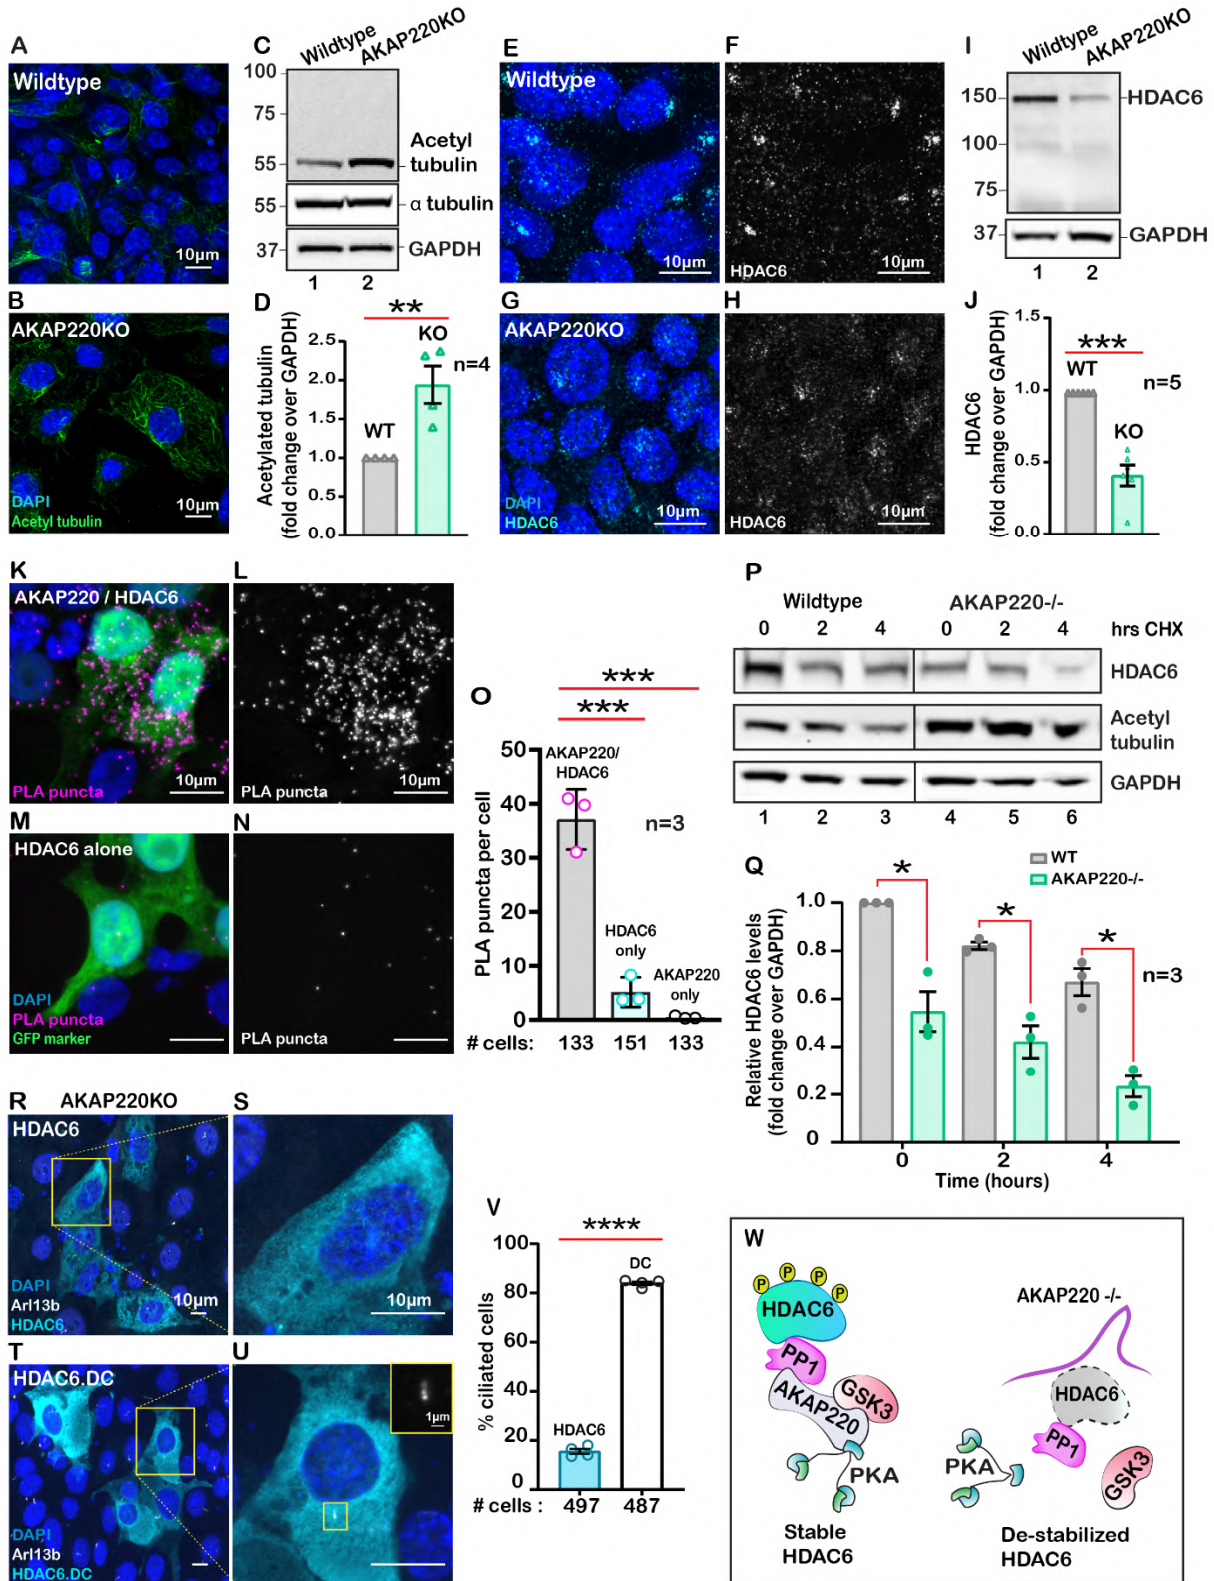 A
Wildtype
10µm
B
AKAP220KO
DAPI
Acetyl tubulin
10µm
C
Wildtype
AKAP220KO
100
75
55
Acetyl
tubulin
55
α tubulin
37
GAPDH
1 2
D
**
Acetylated tubulin
(fold change over GAPDH)
2.5
2.0
1.5
1.0
0.5
0.0
WT
KO
n=4
E
Wildtype
10µm
F
HDAC6
10µm
G
AKAP220KO
DAPI
HDAC6
10µm
H
HDAC6
10µm
I
Wildtype
AKAP220KO
150
HDAC6
100
75
37
GAPDH
1 2
J
HDAC6
(fold change over GAPDH)
1.5
1.0
0.5
0.0
***
WT
KO
n=5
K
AKAP220 / HDAC6
PLA puncta
10µm
L
PLA puncta
10µm
M
HDAC6 alone
DAPI
PLA puncta
GFP marker
N
PLA puncta
O
***
***
PLA puncta per cell
50
40
30
20
10
0
AKAP220/
HDAC6
n=3
HDAC6
only
AKAP220
only
# cells: 133 151 133
P
Wildtype AKAP220-/-
0 2 4 0 2 4 hrs CHX
HDAC6
Acetyl
tubulin
GAPDH
1 2 3 4 5 6
Q
WT
AKAP220-/-
Relative HDAC6 levels
(fold change over GAPDH)
1.0
0.8
0.6
0.4
0.2
0
*
*
*
n=3
0 2 4
Time (hours)
R
AKAP220KO
HDAC6
DAPI
Arl13b
HDAC6
10µm
S
10µm
T
HDAC6.DC
DAPI
Arl13b
HDAC6.DC
U
1µm
V
****
% ciliated cells
100
80
60
40
20
0
HDAC6
DC
# cells : 497 487
W
P P P P
HDAC6
PP1
AKAP220
GSK3
PKA
Stable
HDAC6
AKAP220 -/-
HDAC6
PP1
PKA
GSK3
De-stabilized
HDAC6